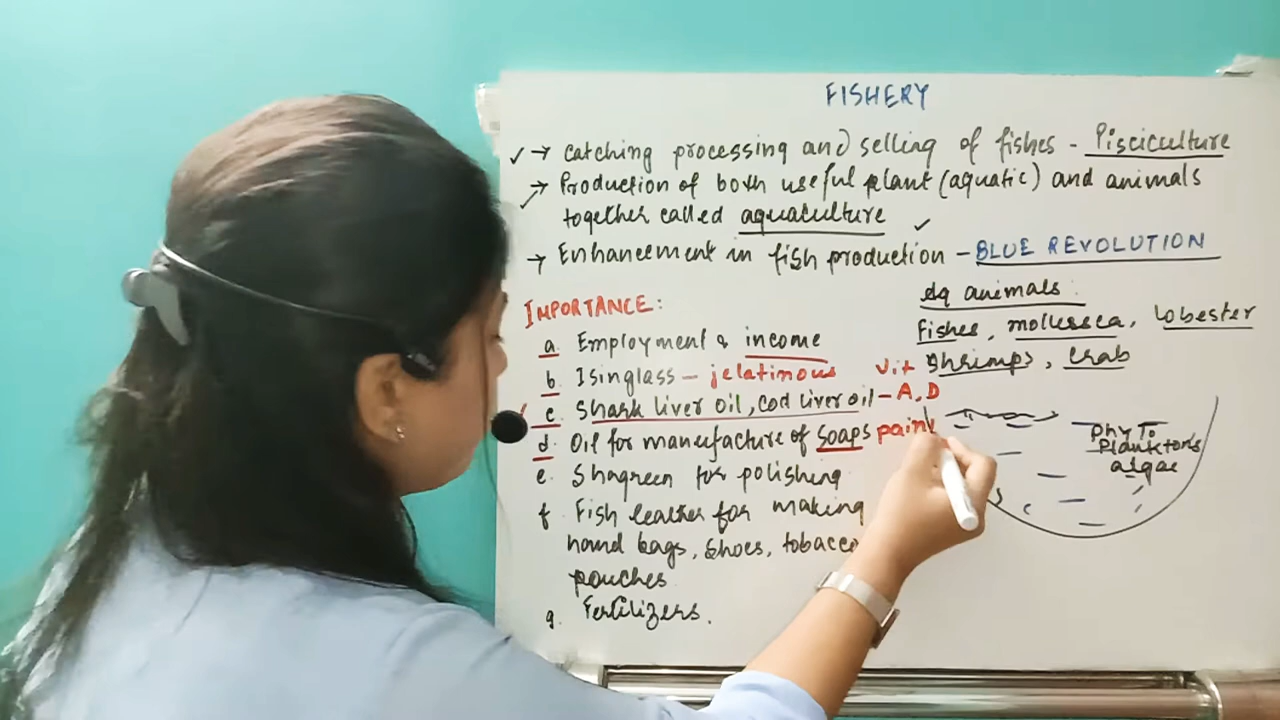 FISHERY
→ Catching processing and selling of fishes - Pisciculture
→ Production of both useful plant (aquatic) and animals
together called aquaculture
→ Enhancement in fish production - BLUE REVOLUTION
IMPORTANCE:
a. Employment & income
b. Isinglass - jelatinous
c. Shark liver oil, Cod liver oil - Vit A, D
d. Oil for manufacture of soaps paint
e. Shagreen for polishing
f. Fish leather for making
hand bags, shoes, tobacco
pouches
g. Fertilizers.
Aq animals:
Fishes, mollussca, lobester
Shrimps, Crab
Phyto
Planktons
algae